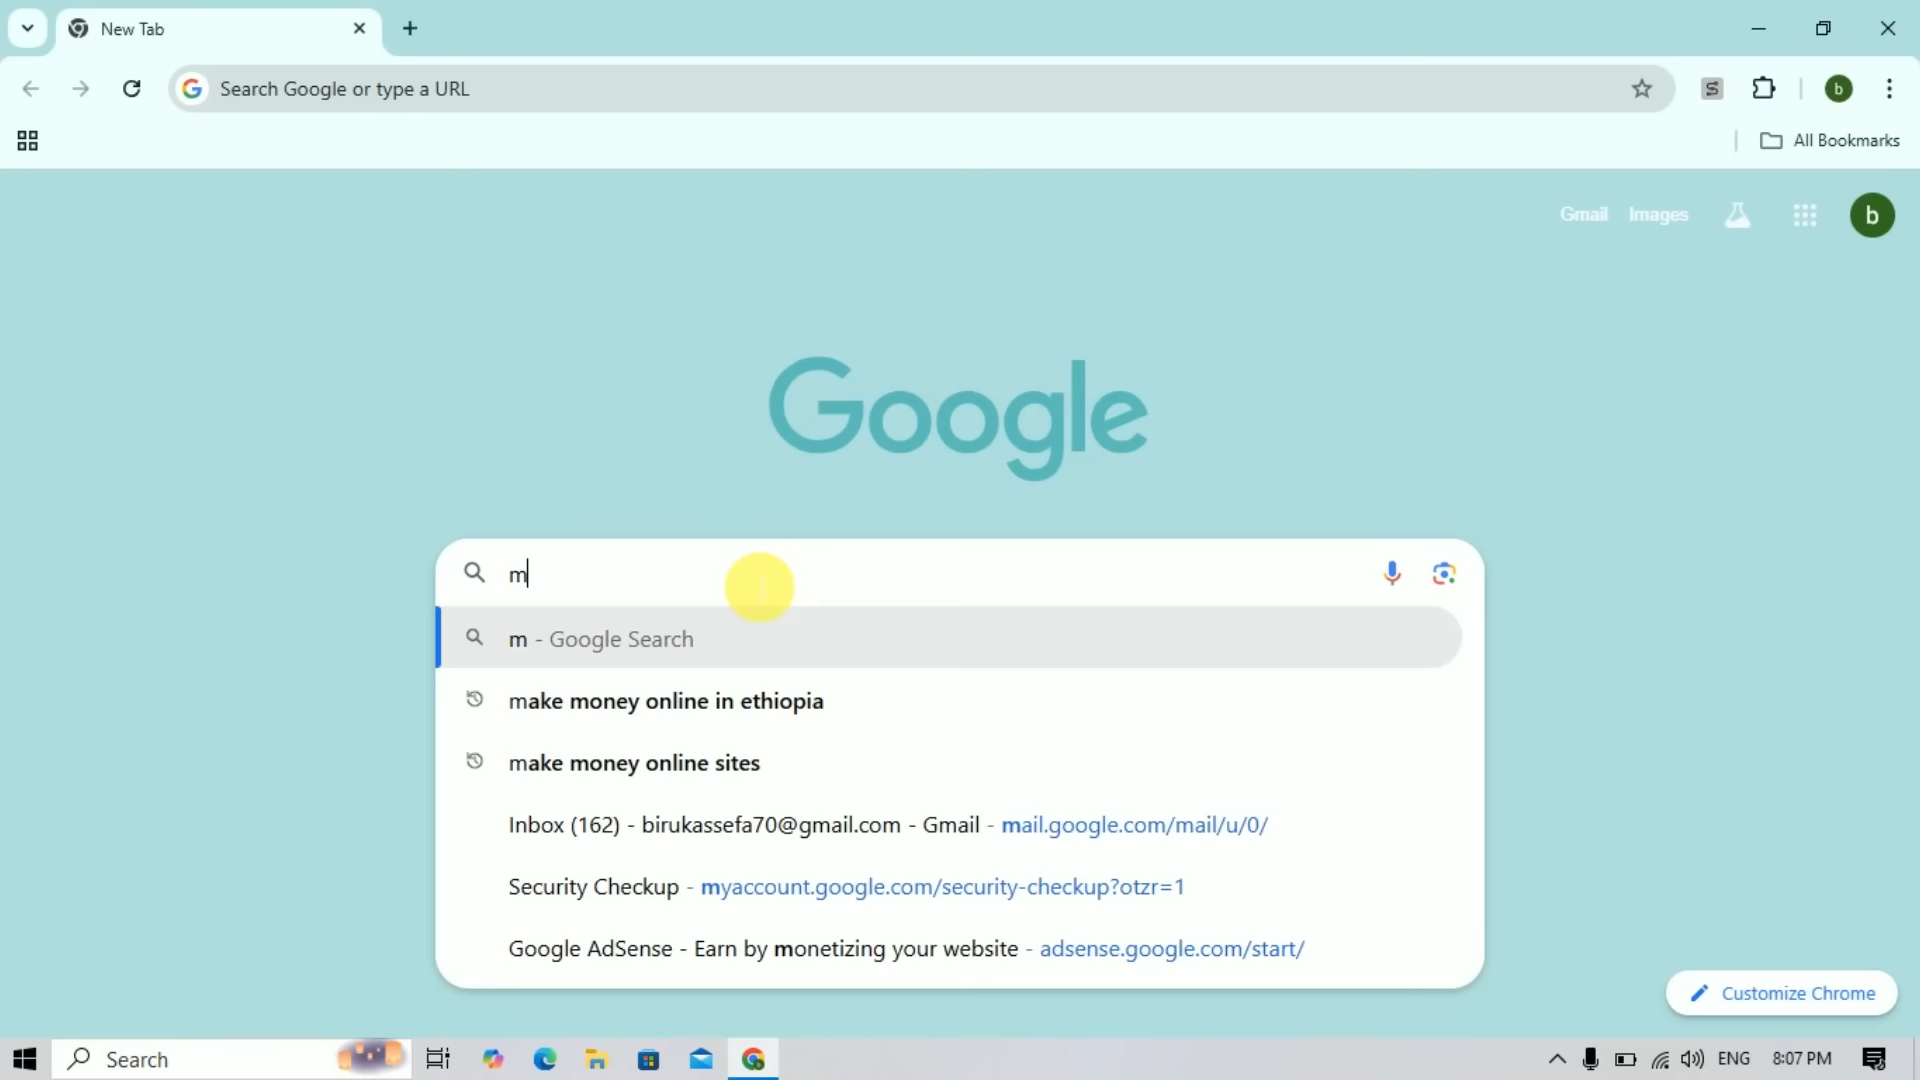 New Tab
Search Google or type a URL
All Bookmarks
Gmail Images
b
Google
m
m - Google Search
make money online in ethiopia
make money online sites
Inbox (162) - birukassefa70@gmail.com - Gmail - mail.google.com/mail/u/0/
Security Checkup - myaccount.google.com/security-checkup?otzr=1
Google AdSense - Earn by monetizing your website - adsense.google.com/start/
Customize Chrome
Search
ENG 8:07 PM